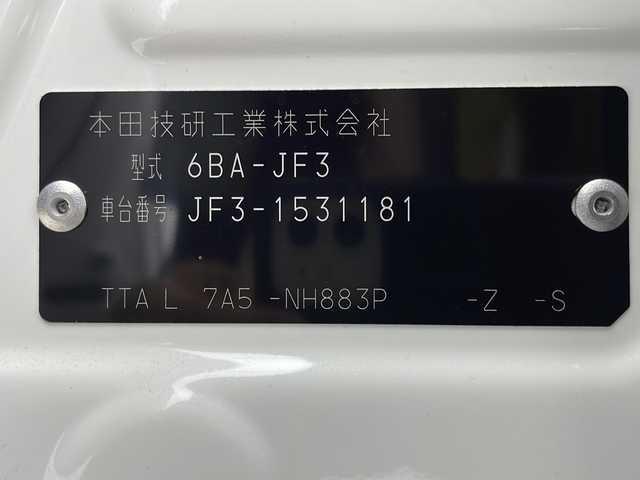 本田技研工業株式会社
型式 6BA-JF3
車台番号 JF3-1531181
TTA L 7A5 -NH883P -Z -S